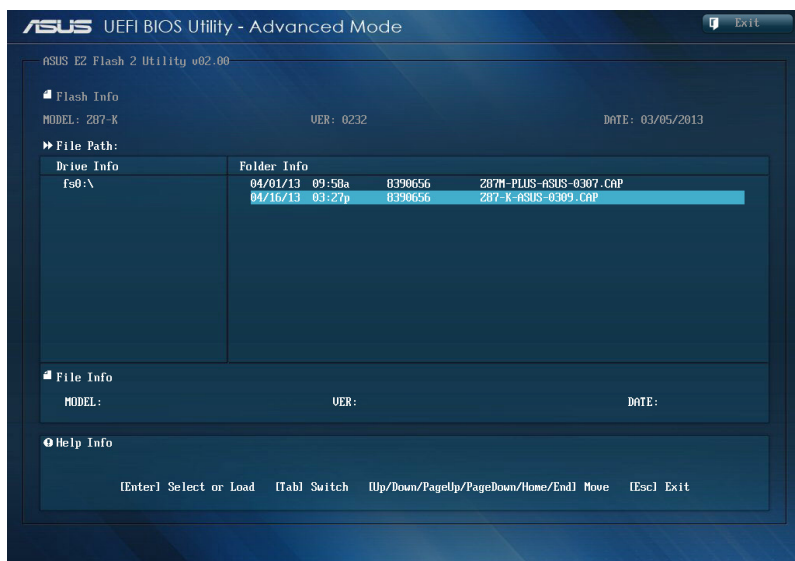 ASUS UEFI BIOS Utility - Advanced Mode
Exit
ASUS EZ Flash 2 Utility v02.00
Flash Info
MODEL: Z87-K VER: 0232 DATE: 03/05/2013
File Path:
Drive Info Folder Info
fs0:\ 04/01/13 09:58a 8390656 Z87M-PLUS-ASUS-0307.CAP
04/16/13 03:27p 8390656 Z87-K-ASUS-0309.CAP
File Info
MODEL: VER: DATE:
Help Info
[Enter] Select or Load [Tab] Switch [Up/Down/PageUp/PageDown/Home/End] Move [Esc] Exit